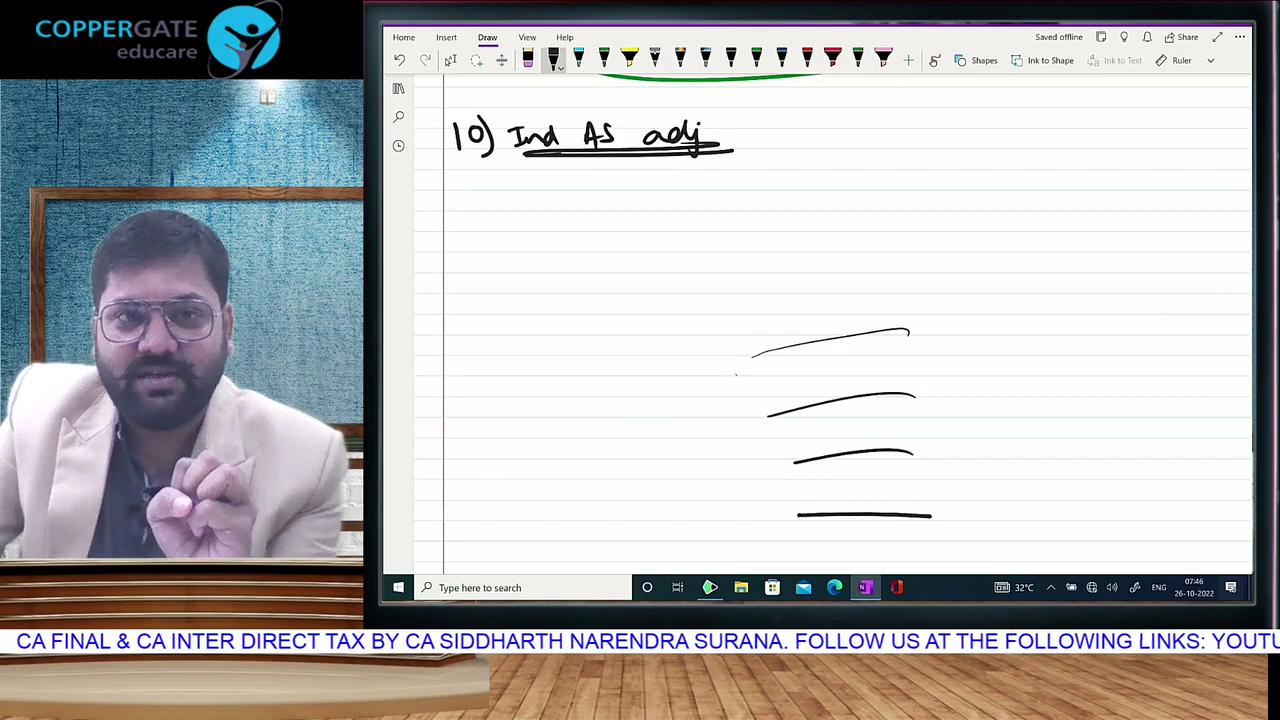 COPPERGATE
educare
Home Insert Draw View Help
Saved offline
Share
Shapes
Ink to Shape
Ink to Text
Ruler
10) Ind AS adj
Type here to search
32°C
ENG
07:46
26-10-2022
CA FINAL & CA INTER DIRECT TAX BY CA SIDDHARTH NARENDRA SURANA. FOLLOW US AT THE FOLLOWING LINKS: YOUTU